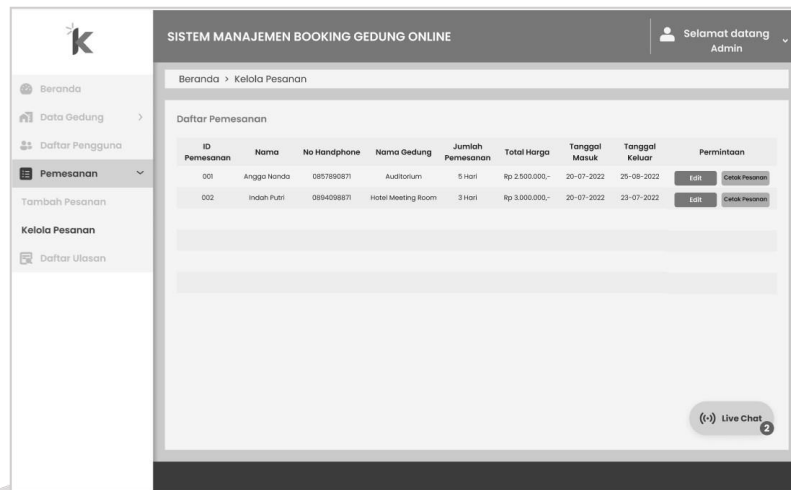 k
SISTEM MANAJEMEN BOOKING GEDUNG ONLINE
Selamat datang
Admin
Beranda
Data Gedung >
Daftar Pengguna
Pemesanan
Tambah Pesanan
Kelola Pesanan
Daftar Ulasan
Beranda > Kelola Pesanan
Daftar Pemesanan
ID Pemesanan Nama No Handphone Nama Gedung Jumlah Pemesanan Total Harga Tanggal Masuk Tanggal Keluar Permintaan
001 Angga Nanda 0857890871 Auditorium 5 Hari Rp 2.500.000,- 20-07-2022 25-08-2022 Edit Cetak Pesanan
002 Indah Putri 0894098871 Hotel Meeting Room 3 Hari Rp 3.000.000,- 20-07-2022 23-07-2022 Edit Cetak Pesanan
Live Chat
2